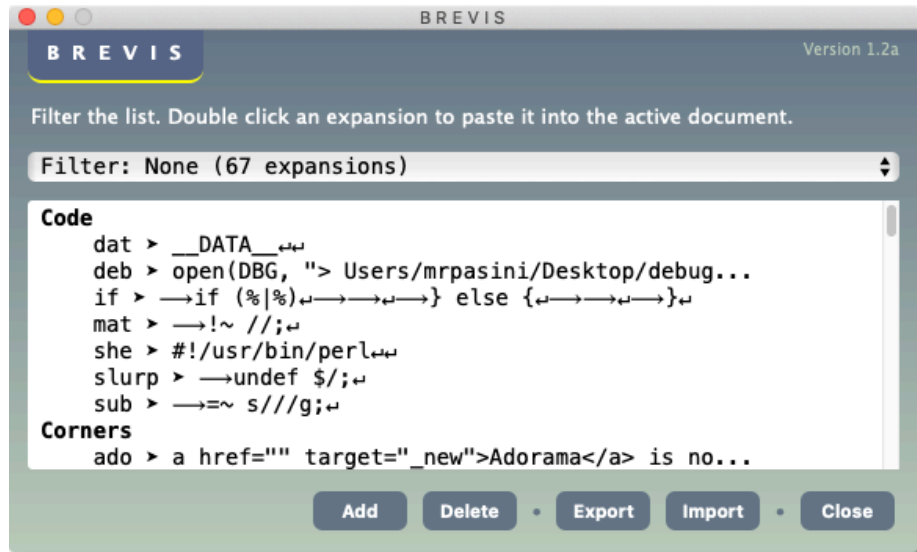 BREVIS
BREVIS
Version 1.2a
Filter the list. Double click an expansion to paste it into the active document.
Filter: None (67 expansions)
Code
dat ➤ __DATA__↵↵
deb ➤ open(DBG, "> Users/mrpasini/Desktop/debug...
if ➤ ⟶if (%|%)↵⟶⟶↵⟶} else {↵⟶⟶↵⟶}↵
mat ➤ ⟶!~ //;↵
she ➤ #!/usr/bin/perl↵↵
slurp ➤ ⟶undef $/;↵
sub ➤ ⟶=~ s///g;↵
Corners
ado ➤ a href="" target="_new">Adorama</a> is no...
Add Delete • Export Import • Close